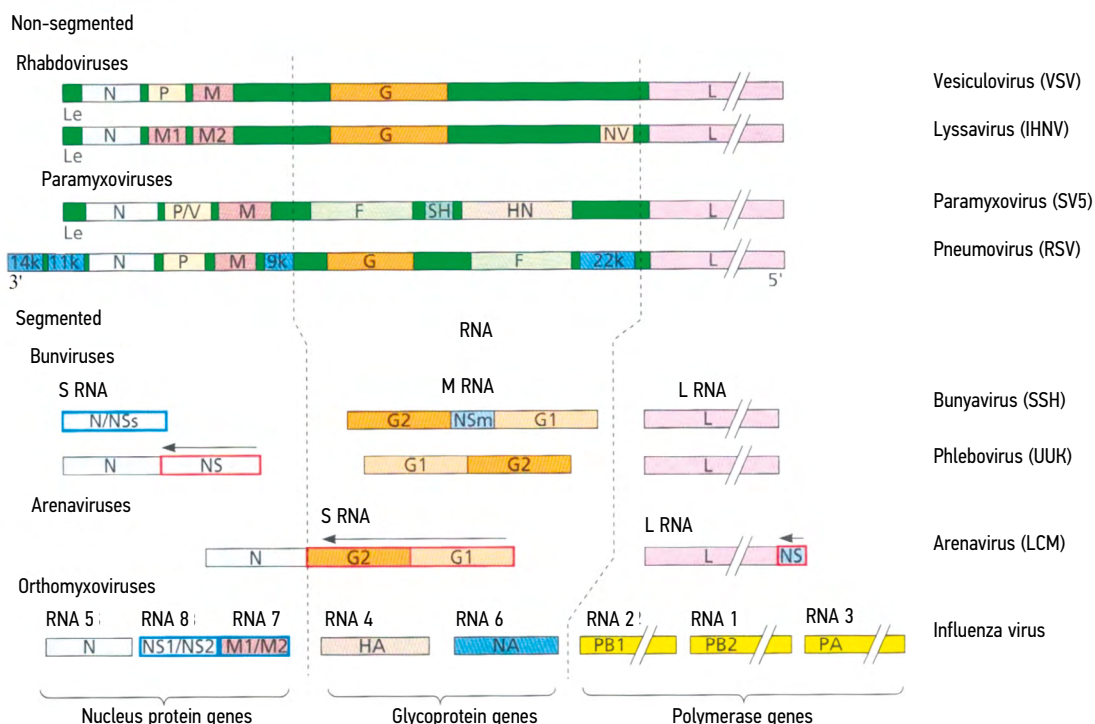 Non-segmented
Rhabdoviruses
N P M G L Vesiculovirus (VSV)
Le
N M1 M2 G NV L Lyssavirus (IHNV)
Le
Paramyxoviruses
N P/V M F SH HN L Paramyxovirus (SV5)
Le
14k 11k N P M 9k G F 22k L Pneumovirus (RSV)
3' 5'
Segmented
RNA
Bunviruses
S RNA M RNA L RNA
N/NSs G2 NSm G1 L Bunyavirus (SSH)
N NS G1 G2 L Phlebovirus (UUK)
Arenaviruses
S RNA L RNA
N G2 G1 L NS Arenavirus (LCM)
Orthomyxoviruses
RNA 5 RNA 8 RNA 7 RNA 4 RNA 6 RNA 2 RNA 1 RNA 3
N NS1/NS2 M1/M2 HA NA PB1 PB2 PA Influenza virus
Nucleus protein genes Glycoprotein genes Polymerase genes